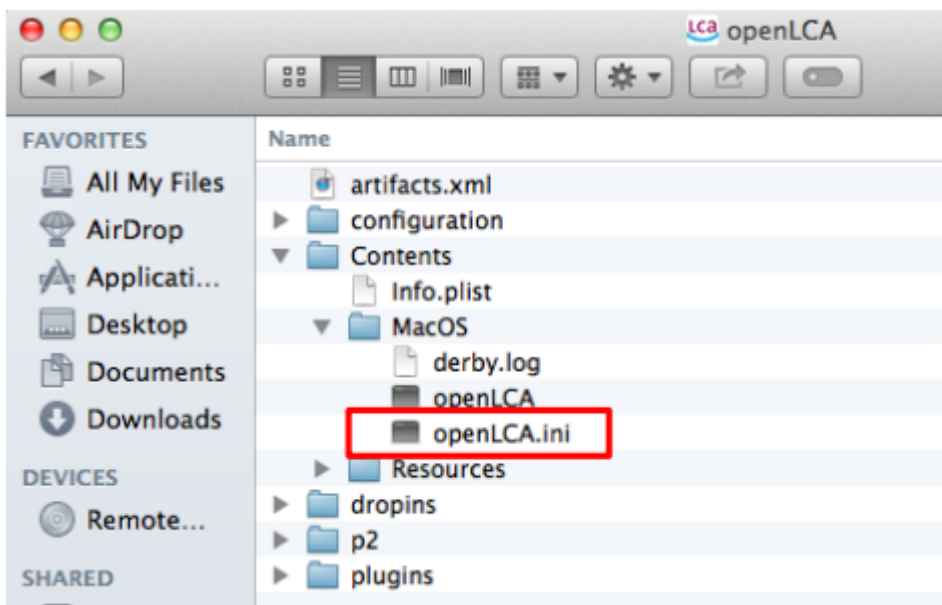 lca openLCA
FAVORITES
All My Files
AirDrop
Applicati...
Desktop
Documents
Downloads
DEVICES
Remote...
SHARED
Name
artifacts.xml
configuration
Contents
Info.plist
MacOS
derby.log
openLCA
openLCA.ini
Resources
dropins
p2
plugins